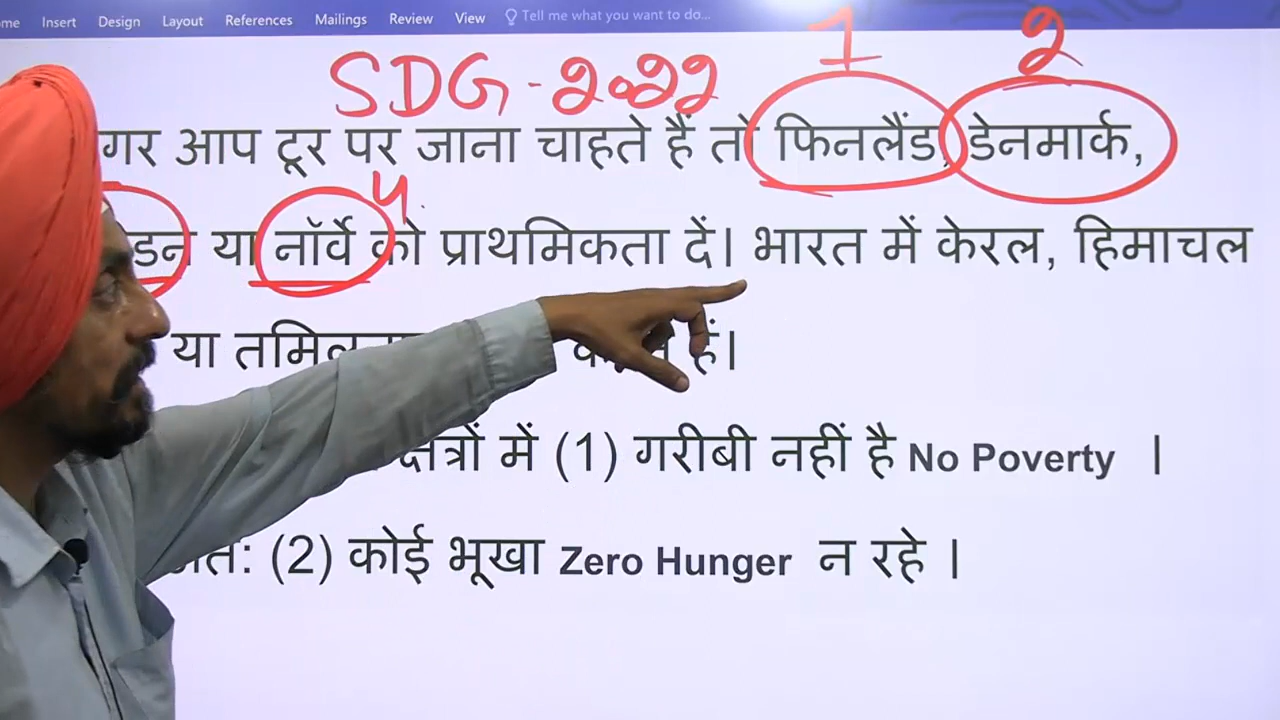 Insert Design Layout References Mailings Review View Tell me what you want to do...
1 2
SDG - 2022
गर आप टूर पर जाना चाहते हैं तो फिनलैंड, डेनमार्क,
4
डन या नॉर्वे को प्राथमिकता दें। भारत में केरल, हिमाचल
या हैं।
क्षेत्रों में (1) गरीबी नहीं है No Poverty ।
(2) कोई भूखा Zero Hunger न रहे ।